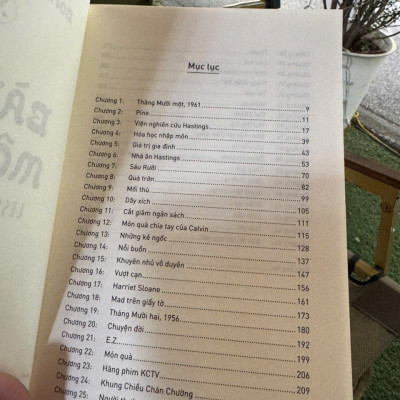 Mục lục
Chương 1: Tháng Mười một, 1961 9
Chương 2: Pine 11
Chương 3: Viện nghiên cứu Hastings 17
Chương 4: Hóa học nhập môn 39
Chương 5: Giá trị gia đình 43
Chương 6: Nhà ăn Hastings 53
Chương 7: Sáu Rưỡi 70
Chương 8: Quá trớn 82
Chương 9: Mối thù 99
Chương 10: Dây xích 105
Chương 11: Cắt giảm ngân sách 111
Chương 12: Món quà chia tay của Calvin 115
Chương 13: Những kẻ ngốc 128
Chương 14: Nỗi buồn 137
Chương 15: Khuyên nhủ vô duyên 147
Chương 16: Vượt cạn 156
Chương 17: Harriet Sloane 161
Chương 18: Mad trên giấy tờ 173
Chương 19: Tháng Mười hai, 1956 180
Chương 20: Chuyện đời 192
Chương 21: E.Z. 199
Chương 22: Món quà 206
Chương 23: Hãng phim KCTV 209
Chương 24: Khung Chiếu Chán Chường
Chương 25: